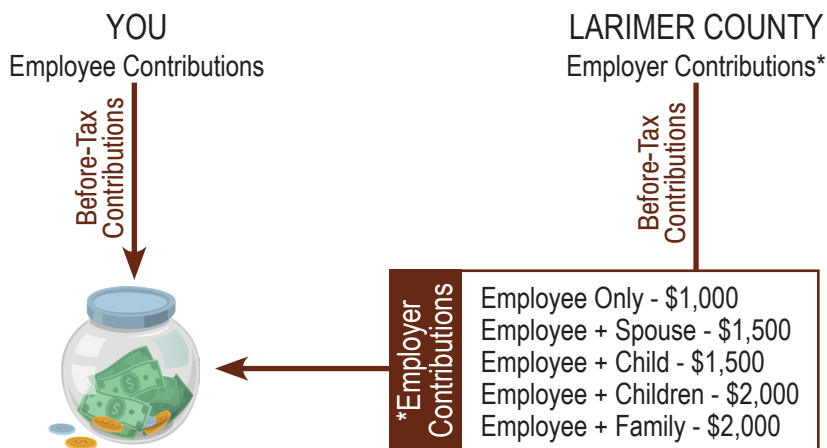 YOU
Employee Contributions
Before-Tax
Contributions
LARIMER COUNTY
Employer Contributions*
Before-Tax
Contributions
*Employer
Contributions
Employee Only - $1,000
Employee + Spouse - $1,500
Employee + Child - $1,500
Employee + Children - $2,000
Employee + Family - $2,000